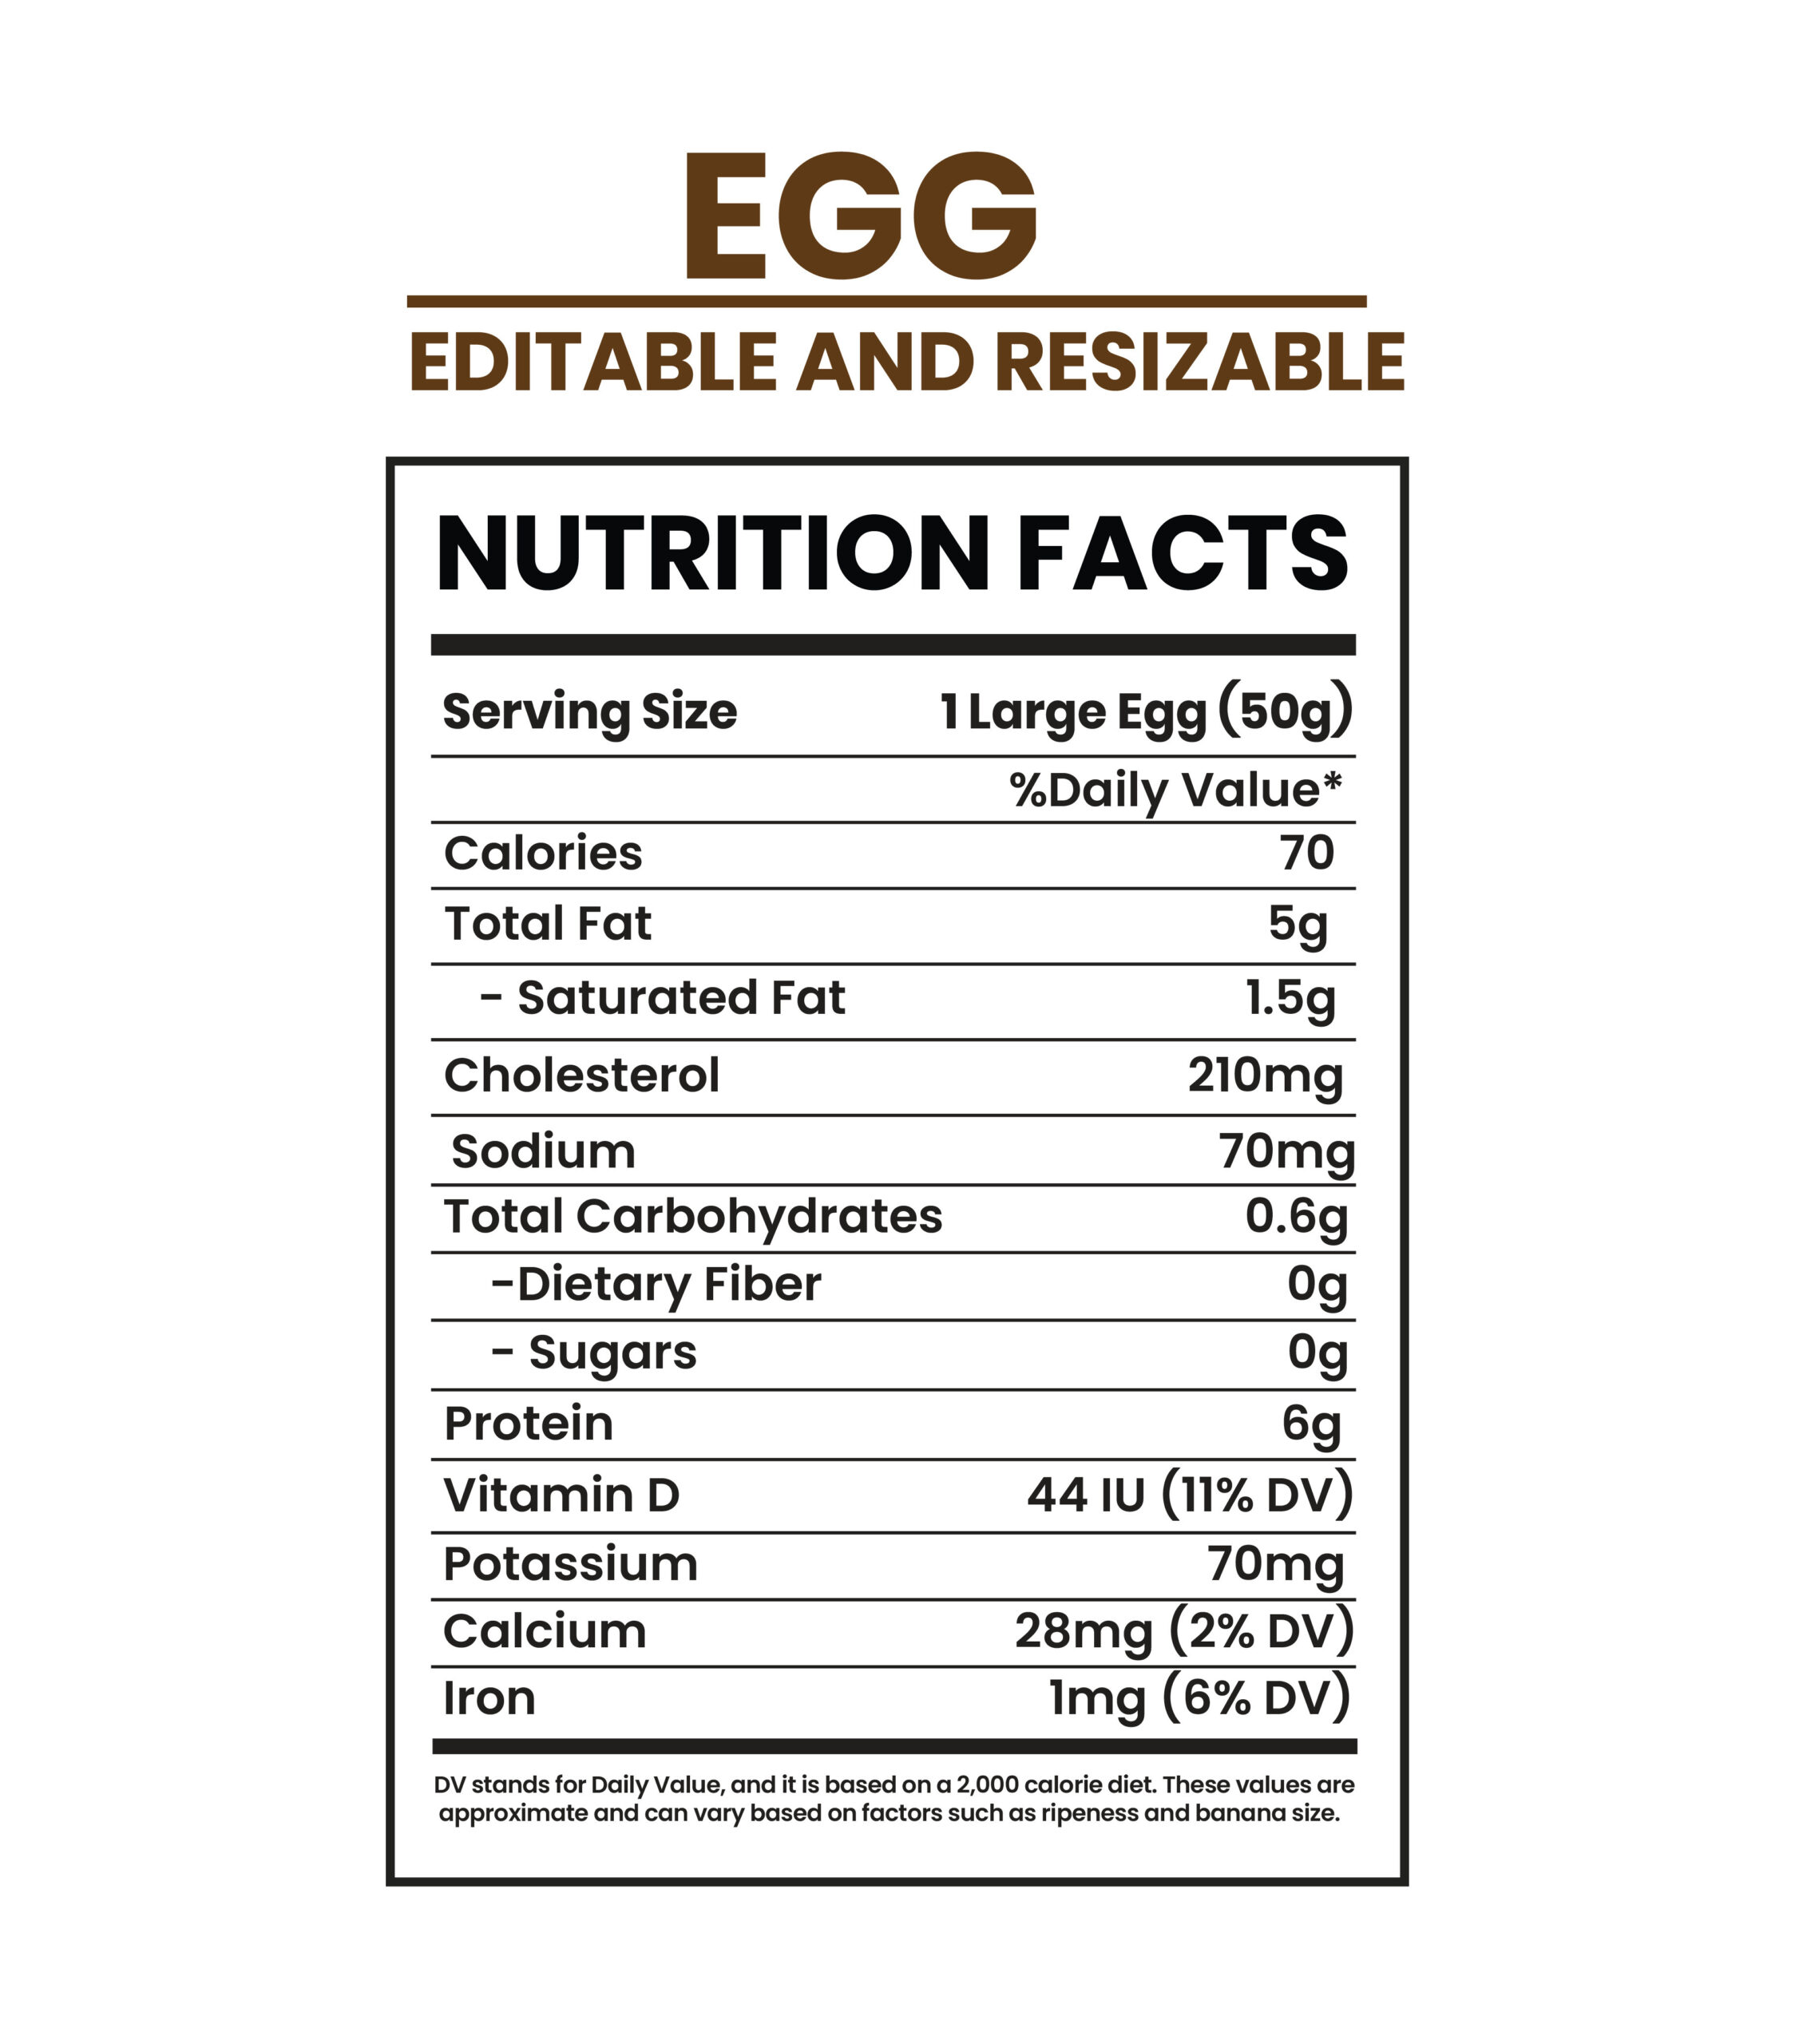 EGG
EDITABLE AND RESIZABLE
NUTRITION FACTS
Serving Size 1 Large Egg (50g)
%Daily Value*
Calories 70
Total Fat 5g
- Saturated Fat 1.5g
Cholesterol 210mg
Sodium 70mg
Total Carbohydrates 0.6g
-Dietary Fiber 0g
- Sugars 0g
Protein 6g
Vitamin D 44 IU (11% DV)
Potassium 70mg
Calcium 28mg (2% DV)
Iron 1mg (6% DV)
DV stands for Daily Value, and it is based on a 2,000 calorie diet. These values are
approximate and can vary based on factors such as ripeness and banana size.